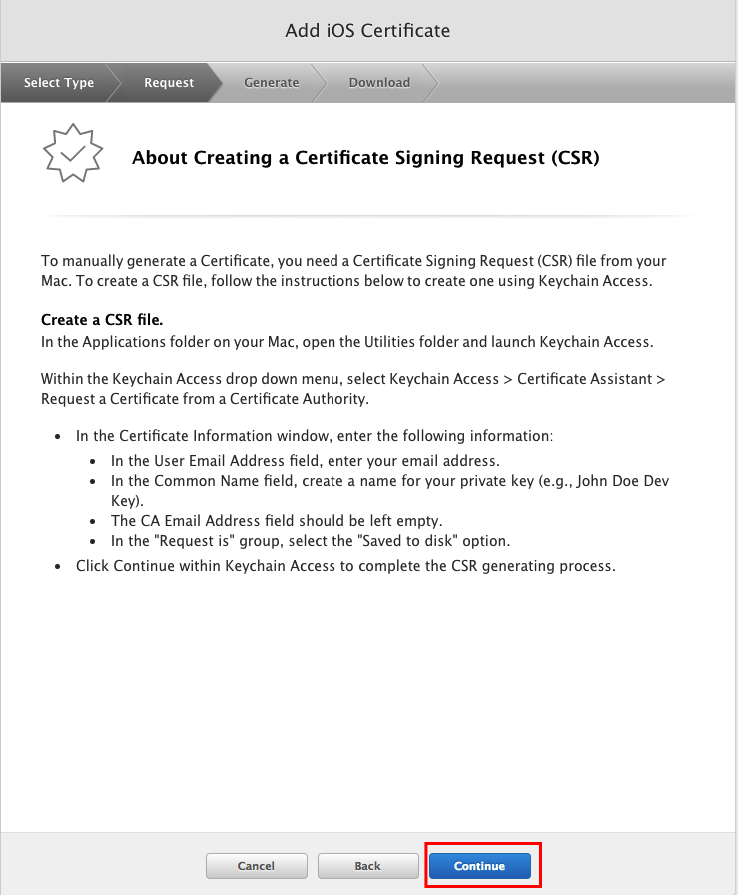 Add iOS Certificate
Select Type
Request
Generate
Download
About Creating a Certificate Signing Request (CSR)
To manually generate a Certificate, you need a Certificate Signing Request (CSR) file from your
Mac. To create a CSR file, follow the instructions below to create one using Keychain Access.
Create a CSR file.
In the Applications folder on your Mac, open the Utilities folder and launch Keychain Access.
Within the Keychain Access drop down menu, select Keychain Access > Certificate Assistant >
Request a Certificate from a Certificate Authority.
• In the Certificate Information window, enter the following information:
• In the User Email Address field, enter your email address.
• In the Common Name field, create a name for your private key (e.g., John Doe Dev
Key).
• The CA Email Address field should be left empty.
• In the "Request is" group, select the "Saved to disk" option.
• Click Continue within Keychain Access to complete the CSR generating process.
Cancel
Back
Continue